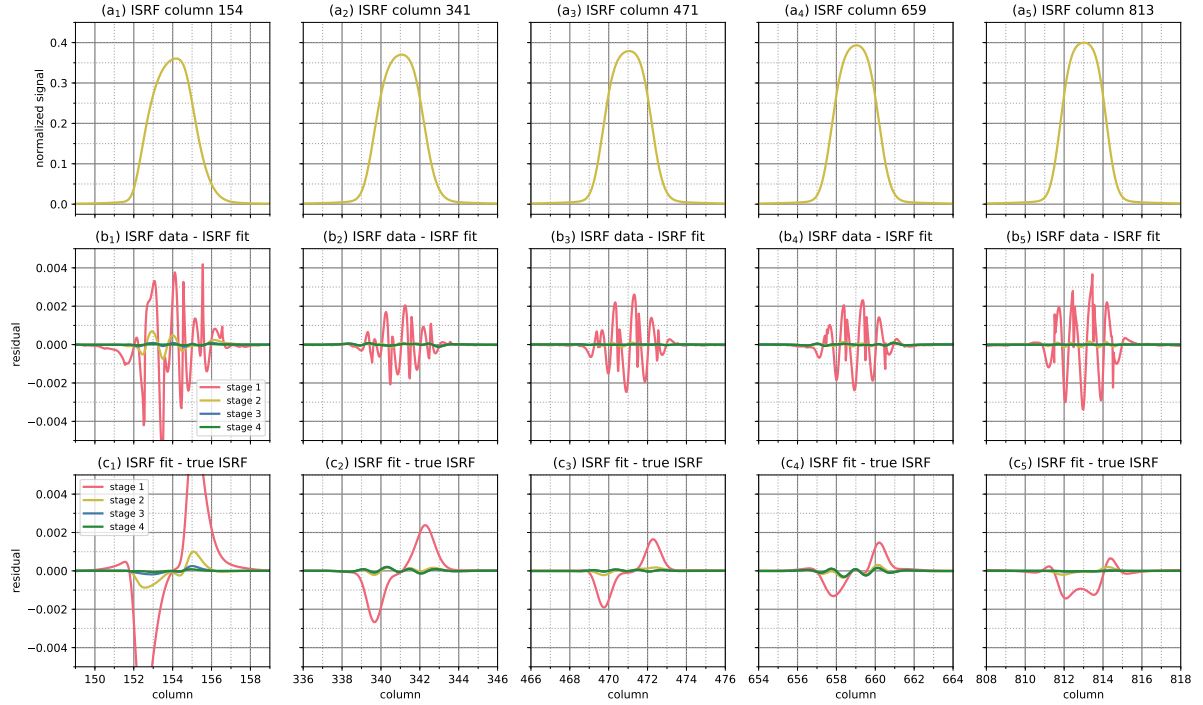 (a₁) ISRF column 154
(a₂) ISRF column 341
(a₃) ISRF column 471
(a₄) ISRF column 659
(a₅) ISRF column 813
normalized signal
0.4
0.3
0.2
0.1
0.0
(b₁) ISRF data - ISRF fit
(b₂) ISRF data - ISRF fit
(b₃) ISRF data - ISRF fit
(b₄) ISRF data - ISRF fit
(b₅) ISRF data - ISRF fit
residual
0.004
0.002
0.000
−0.002
−0.004
stage 1
stage 2
stage 3
stage 4
(c₁) ISRF fit - true ISRF
(c₂) ISRF fit - true ISRF
(c₃) ISRF fit - true ISRF
(c₄) ISRF fit - true ISRF
(c₅) ISRF fit - true ISRF
residual
0.004
0.002
0.000
−0.002
−0.004
stage 1
stage 2
stage 3
stage 4
150 152 154 156 158
336 338 340 342 344 346
466 468 470 472 474 476
654 656 658 660 662 664
808 810 812 814 816 818
column
column
column
column
column